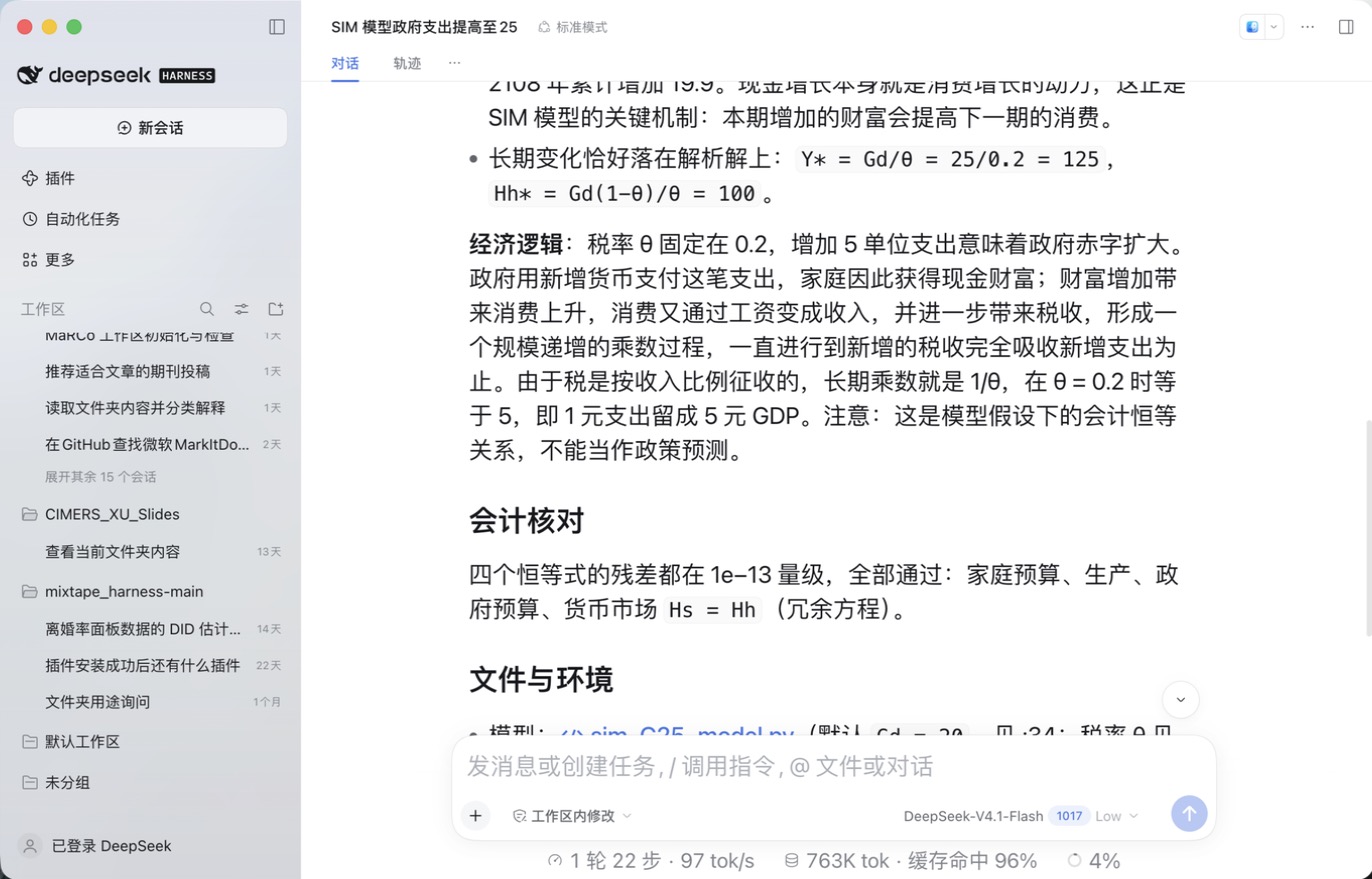 SIM 模型政府支出提高至 25
标准模式
deepseek HARNESS
对话
轨迹
新会话
插件
自动化任务
更多
工作区
MaRCo 工作区初始化与检查 1天
推荐适合文章的期刊投稿 1天
读取文件夹内容并分类解释 1天
在 GitHub 查找微软 MarkItDo... 2天
展开其余 15 个会话
CIMERS_XU_Slides
查看当前文件夹内容 13天
mixtape_harness-main
离婚率面板数据的 DID 估计... 14天
插件安装成功后还有什么插件 22天
文件夹用途询问 1个月
默认工作区
未分组
已登录 DeepSeek
2108 年累计增加 19.9。现金增长本身就是消费增长的动力，这正是
SIM 模型的关键机制：本期增加的财富会提高下一期的消费。
• 长期变化恰好落在解析解上： Y* = Gd/θ = 25/0.2 = 125，
Hh* = Gd(1−θ)/θ = 100 。
经济逻辑：税率 θ 固定在 0.2，增加 5 单位支出意味着政府赤字扩大。
政府用新增货币支付这笔支出，家庭因此获得现金财富；财富增加带
来消费上升，消费又通过工资变成收入，并进一步带来税收，形成一
个规模递增的乘数过程，一直进行到新增的税收完全吸收新增支出为
止。由于税是按收入比例征收的，长期乘数就是 1/θ，在 θ = 0.2 时等
于 5，即 1 元支出留成 5 元 GDP。注意：这是模型假设下的会计恒等
关系，不能当作政策预测。
会计核对
四个恒等式的残差都在 1e−13 量级，全部通过：家庭预算、生产、政
府预算、货币市场 Hs = Hh （冗余方程）。
文件与环境
• 模型： sim_G25_model.py （默认 Gd = 20 ，见 :34；税率 θ 见
发消息或创建任务，/ 调用指令，@ 文件或对话
工作区内修改
DeepSeek-V4.1-Flash 1017 Low
1 轮 22 步 · 97 tok/s 763K tok · 缓存命中 96% 4%